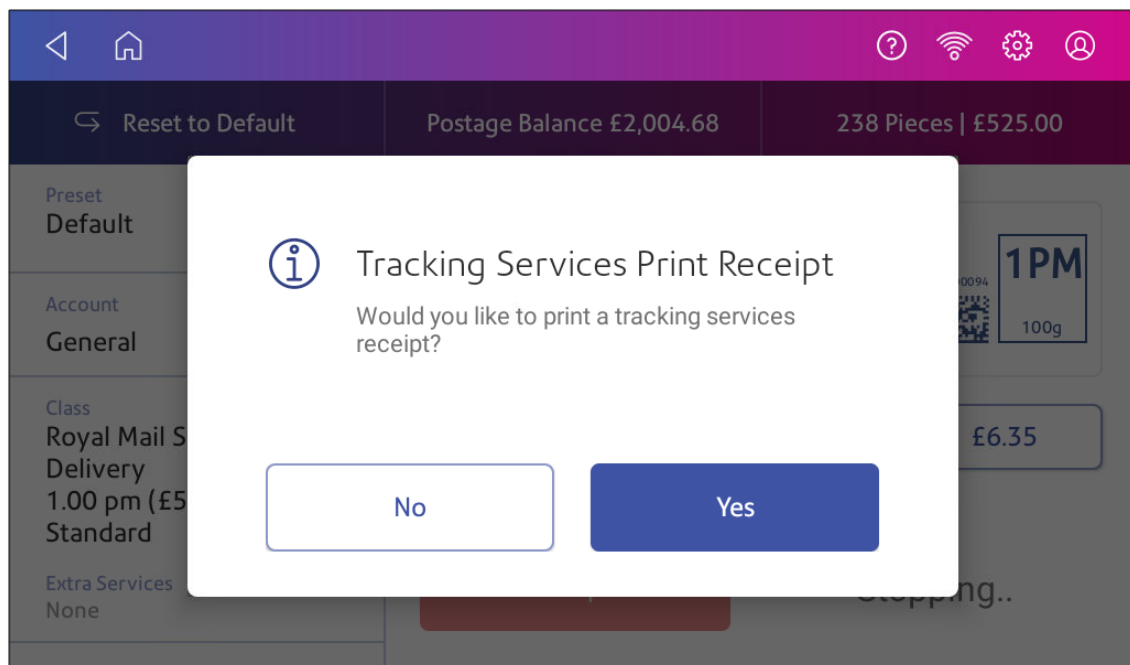 Reset to Default
Postage Balance £2,004.68
238 Pieces | £525.00
Preset
Default
Account
General
Class
Royal Mail S
Delivery
1.00 pm (£5
Standard
Extra Services
None
Tracking Services Print Receipt
Would you like to print a tracking services
receipt?
No
Yes
1PM
0094
100g
£6.35
Stopping..